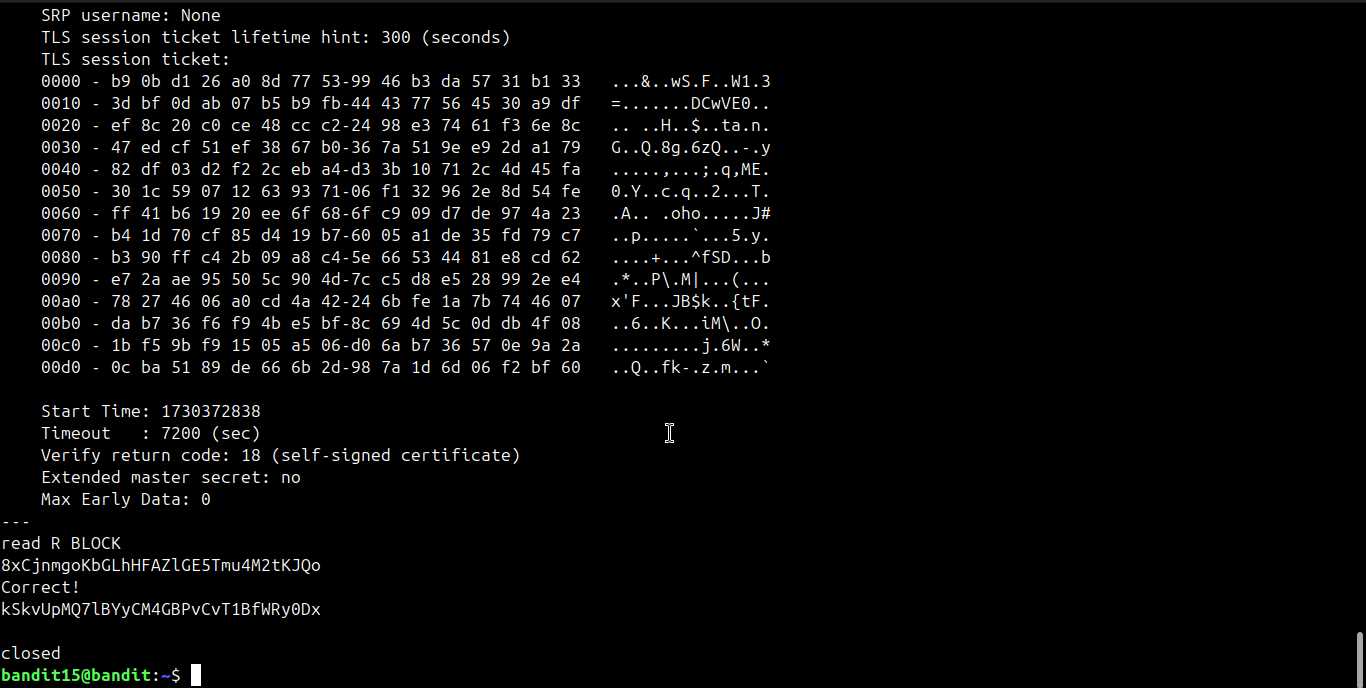 SRP username: None
TLS session ticket lifetime hint: 300 (seconds)
TLS session ticket:
0000 - b9 0b d1 26 a0 8d 77 53-99 46 b3 da 57 31 b1 33   ...&..wS.F..W1.3
0010 - 3d bf 0d ab 07 b5 b9 fb-44 43 77 56 45 30 a9 df   =.......DCwVE0..
0020 - ef 8c 20 c0 ce 48 cc c2-24 98 e3 74 61 f3 6e 8c   .. ..H..$..ta.n.
0030 - 47 ed cf 51 ef 38 67 b0-36 7a 51 9e e9 2d a1 79   G..Q.8g.6zQ..-.y
0040 - 82 df 03 d2 f2 2c eb a4-d3 3b 10 71 2c 4d 45 fa   .....,...;.q,ME.
0050 - 30 1c 59 07 12 63 93 71-06 f1 32 96 2e 8d 54 fe   0.Y..c.q..2...T.
0060 - ff 41 b6 19 20 ee 6f 68-6f c9 09 d7 de 97 4a 23   .A.. .oho.....J#
0070 - b4 1d 70 cf 85 d4 19 b7-60 05 a1 de 35 fd 79 c7   ..p.....`...5.y.
0080 - b3 90 ff c4 2b 09 a8 c4-5e 66 53 44 81 e8 cd 62   ....+...^fSD...b
0090 - e7 2a ae 95 50 5c 90 4d-7c c5 d8 e5 28 99 2e e4   .*..P\.M|...(...
00a0 - 78 27 46 06 a0 cd 4a 42-24 6b fe 1a 7b 74 46 07   x'F...JB$k..{tF.
00b0 - da b7 36 f6 f9 4b e5 bf-8c 69 4d 5c 0d db 4f 08   ..6..K...iM\..O.
00c0 - 1b f5 9b f9 15 05 a5 06-d0 6a b7 36 57 0e 9a 2a   .........j.6W..*
00d0 - 0c ba 51 89 de 66 6b 2d-98 7a 1d 6d 06 f2 bf 60   ..Q..fk-.z.m...`
Start Time: 1730372838
Timeout   : 7200 (sec)
Verify return code: 18 (self-signed certificate)
Extended master secret: no
Max Early Data: 0
---
read R BLOCK
8xCjnmgoKbGLhHFAZlGE5Tmu4M2tKJQo
Correct!
kSkvUpMQ7lBYyCM4GBPvCvT1BfWRy0Dx
closed
bandit15@bandit:~$